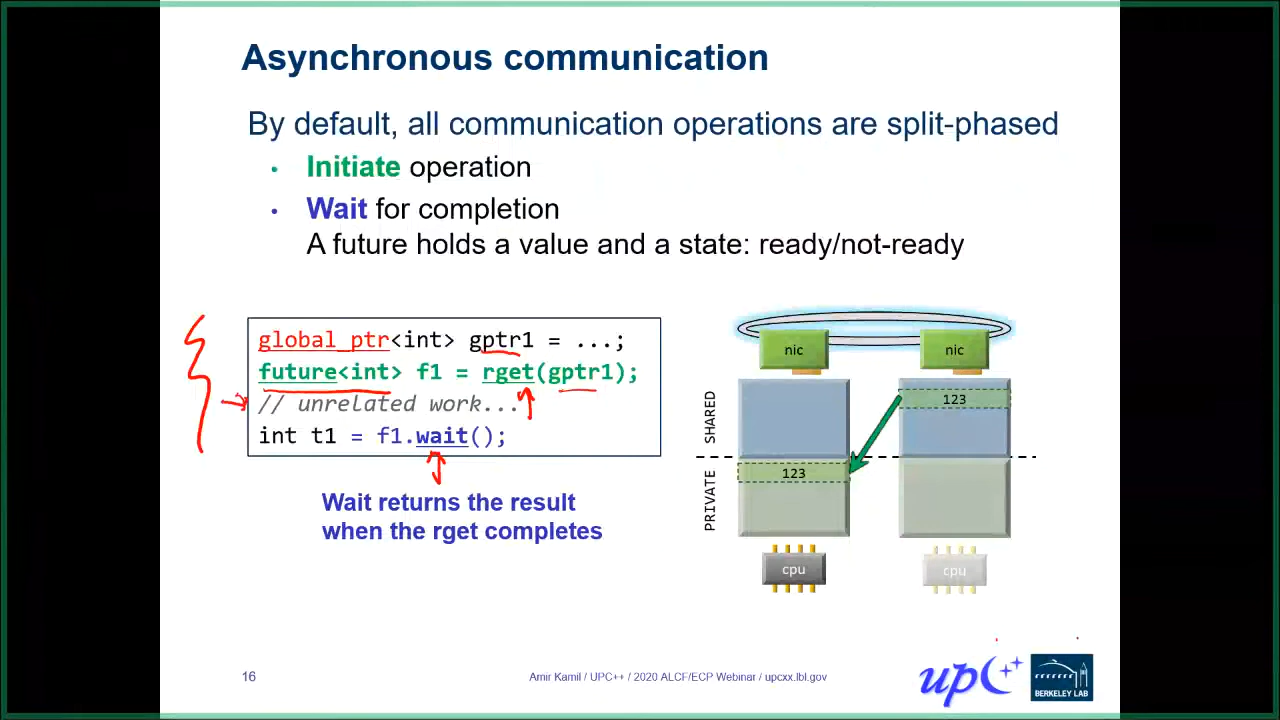 Asynchronous communication
By default, all communication operations are split-phased
• Initiate operation
• Wait for completion
A future holds a value and a state: ready/not-ready
global_ptr<int> gptr1 = ...;
future<int> f1 = rget(gptr1);
// unrelated work...
int t1 = f1.wait();
Wait returns the result
when the rget completes
nic
nic
SHARED
123
PRIVATE
123
cpu
cpu
16
Amir Kamil / UPC++ / 2020 ALCF/ECP Webinar / upcxx.lbl.gov
upc++
BERKELEY LAB